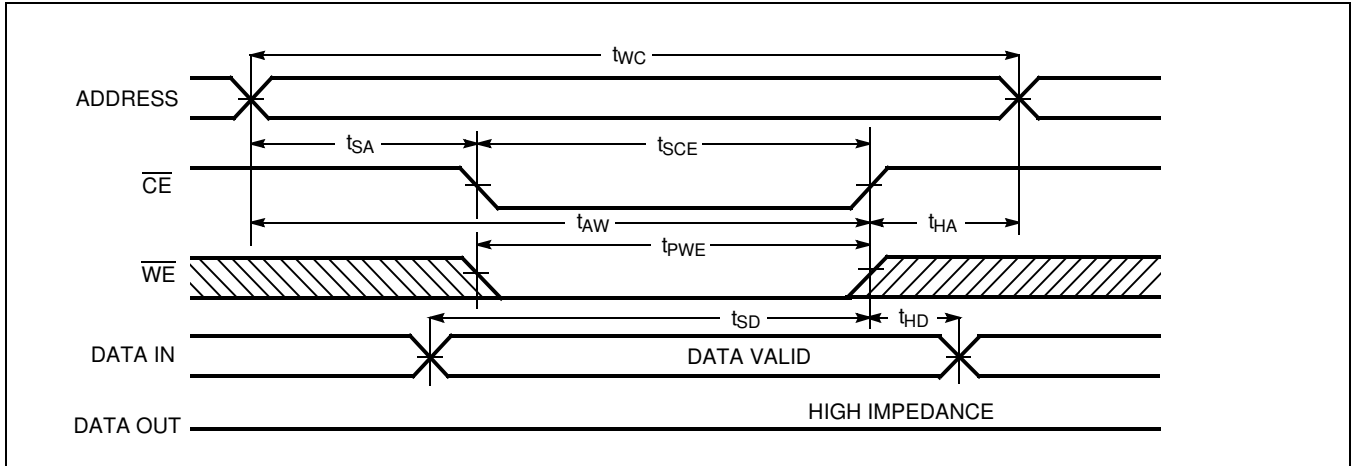 tWC
ADDRESS
tSA
tSCE
CE
tAW
tHA
tPWE
WE
tSD
tHD
DATA IN
DATA VALID
HIGH IMPEDANCE
DATA OUT